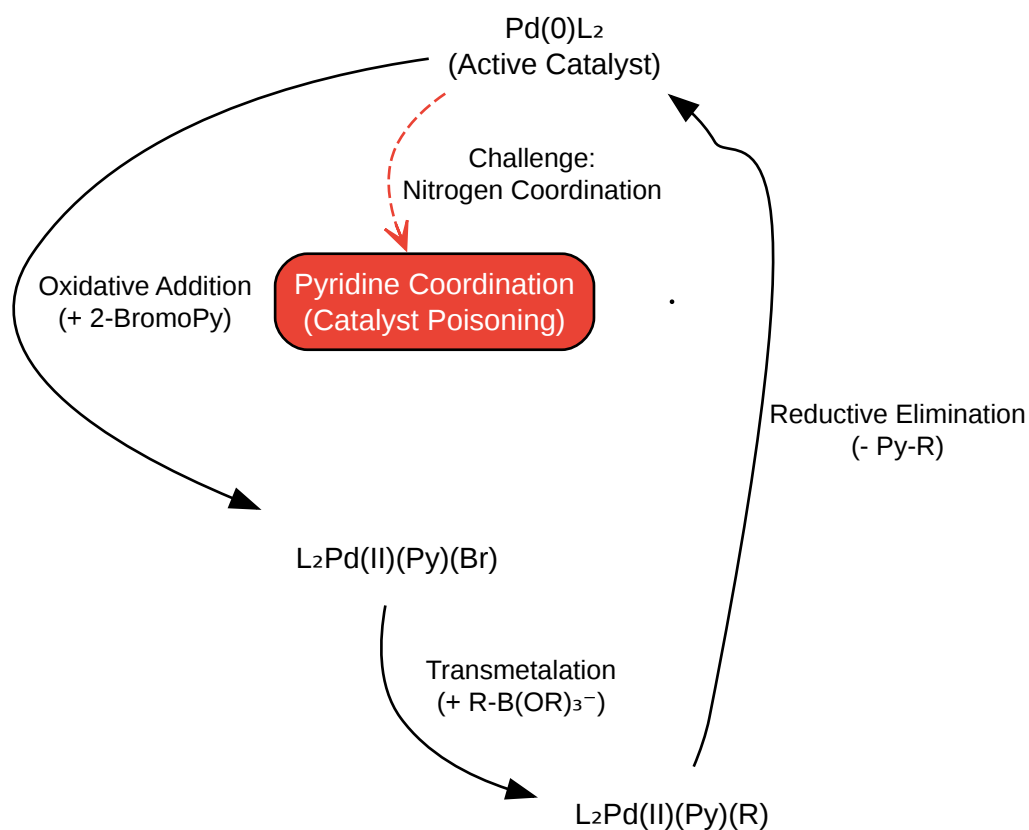 Pd(0)L₂
(Active Catalyst)
Challenge:
Nitrogen Coordination
Oxidative Addition
(+ 2-BromoPy)
Pyridine Coordination
(Catalyst Poisoning)
Reductive Elimination
(- Py-R)
L₂Pd(II)(Py)(Br)
Transmetalation
(+ R-B(OR)₃⁻)
L₂Pd(II)(Py)(R)